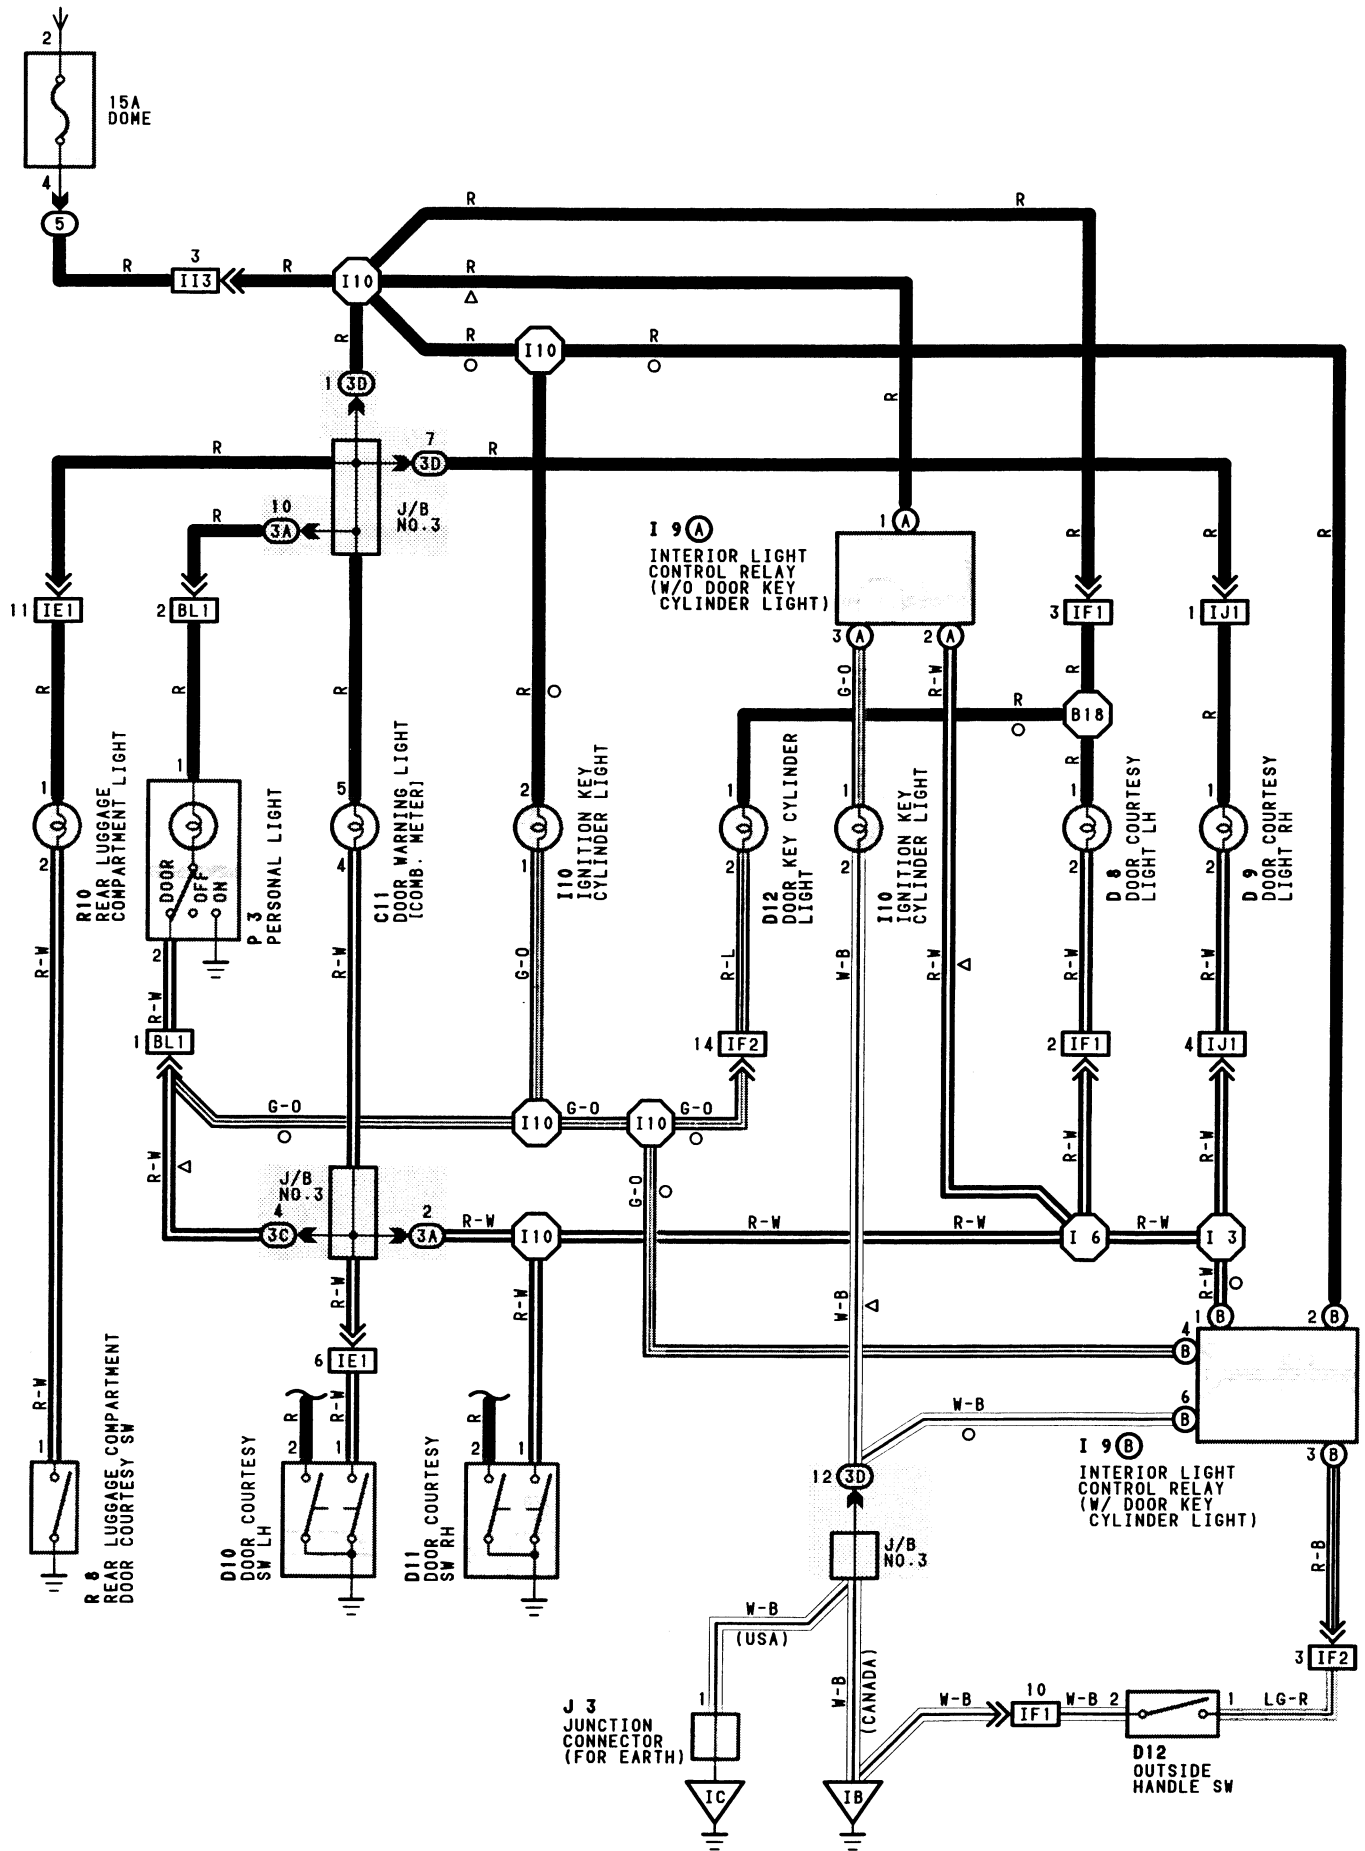 2
15A
DOME
4
5
R
3
II3
R
I10
R
R
R
R
R
I10
R
R
1 3D
R
7
3D
R
10
3A
R
J/B
NO.3
R
1 A
I 9 A
INTERIOR LIGHT
CONTROL RELAY
(W/O DOOR KEY
CYLINDER LIGHT)
R
R
R
11 IE1
2 BL1
3 IF1
1 IJ1
3 A
2 A
R
R
R
R
G-O
R-W
R
R
B18
R
R
1
R10
REAR LUGGAGE
COMPARTMENT LIGHT
2
1
DOOR
OFF
ON
P 3
PERSONAL LIGHT
2
5
4
C11
DOOR WARNING LIGHT
[COMB. METER]
2
1
I10
IGNITION KEY
CYLINDER LIGHT
1
2
D12
DOOR KEY CYLINDER
LIGHT
1
2
I10
IGNITION KEY
CYLINDER LIGHT
1
2
D 8
DOOR COURTESY
LIGHT LH
1
2
D 9
DOOR COURTESY
LIGHT RH
R-W
R-W
R-W
G-O
R-L
W-B
R-W
R-W
R-W
1 BL1
14 IF2
2 IF1
4 IJ1
G-O
I10
G-O
I10
G-O
R-W
J/B
NO.3
4
3C
2
3A
R-W
I10
G-O
R-W
R-W
R-W
I 6
R-W
R-W
I 3
R-W
R-W
R-W
W-B
1 B
2 B
4
B
6
B
3 B
6 IE1
W-B
I 9 B
INTERIOR LIGHT
CONTROL RELAY
(W/ DOOR KEY
CYLINDER LIGHT)
R-W
1
R 8
REAR LUGGAGE COMPARTMENT
DOOR COURTESY SW
R
R-W
2
1
D10
DOOR COURTESY
SW LH
R
2
1
D11
DOOR COURTESY
SW RH
12 3D
J/B
NO.3
R-B
W-B
(USA)
W-B
(CANADA)
3 IF2
1
J 3
JUNCTION
CONNECTOR
(FOR EARTH)
W-B
10
IF1
W-B
2
1
LG-R
D12
OUTSIDE
HANDLE SW
IC
IB